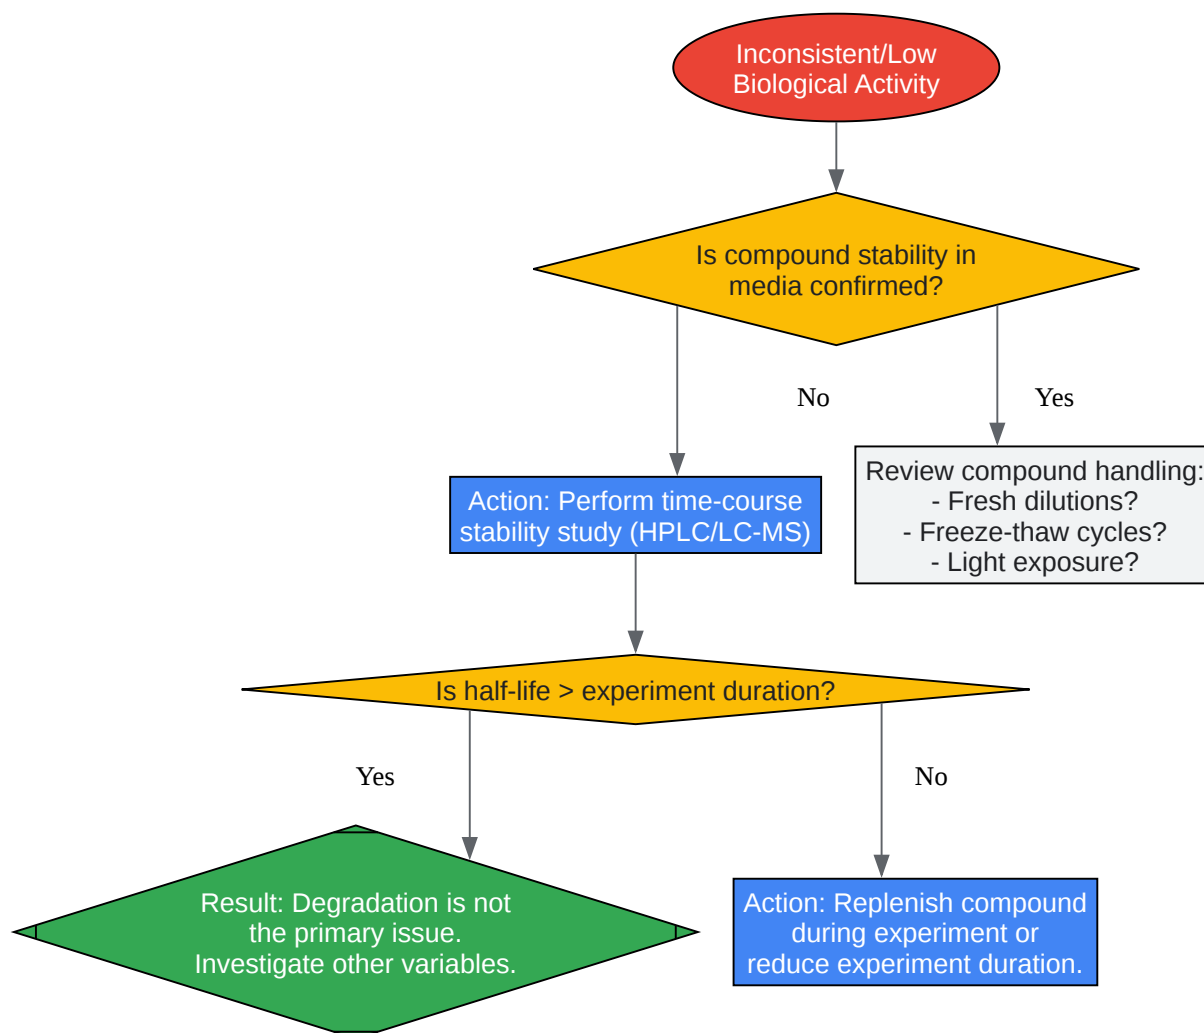 Inconsistent/Low
Biological Activity
Is compound stability in
media confirmed?
No
Yes
Review compound handling:
- Fresh dilutions?
- Freeze-thaw cycles?
- Light exposure?
Action: Perform time-course
stability study (HPLC/LC-MS)
Is half-life > experiment duration?
Yes
No
Result: Degradation is not
the primary issue.
Investigate other variables.
Action: Replenish compound
during experiment or
reduce experiment duration.